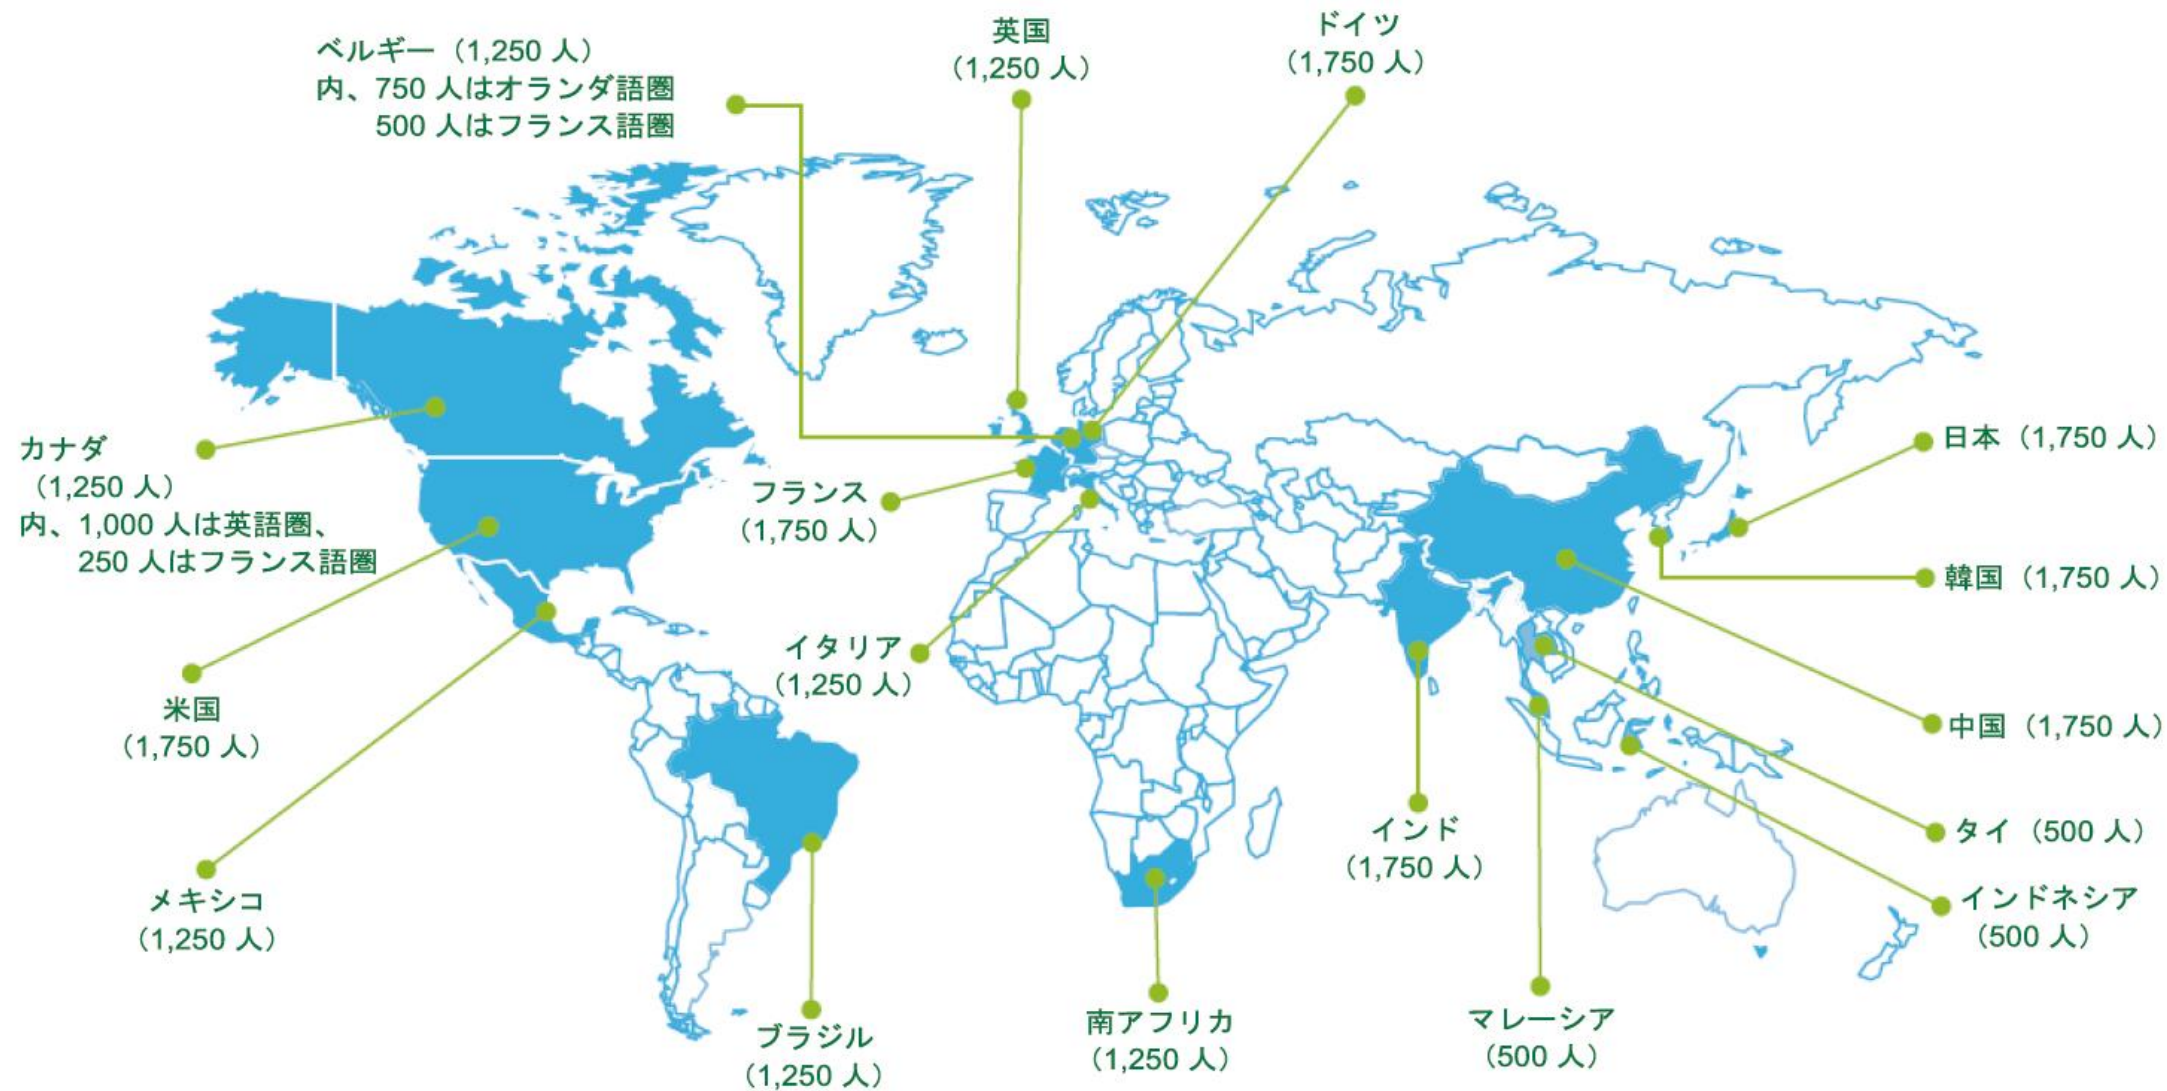 ベルギー（1,250 人）
内、750 人はオランダ語圏
500 人はフランス語圏
英国
（1,250 人）
ドイツ
（1,750 人）
カナダ
（1,250 人）
内、1,000 人は英語圏、
250 人はフランス語圏
フランス
（1,750 人）
日本（1,750 人）
韓国（1,750 人）
イタリア
（1,250 人）
米国
（1,750 人）
中国（1,750 人）
タイ（500 人）
インド
（1,750 人）
メキシコ
（1,250 人）
インドネシア
（500 人）
ブラジル
（1,250 人）
南アフリカ
（1,250 人）
マレーシア
（500 人）